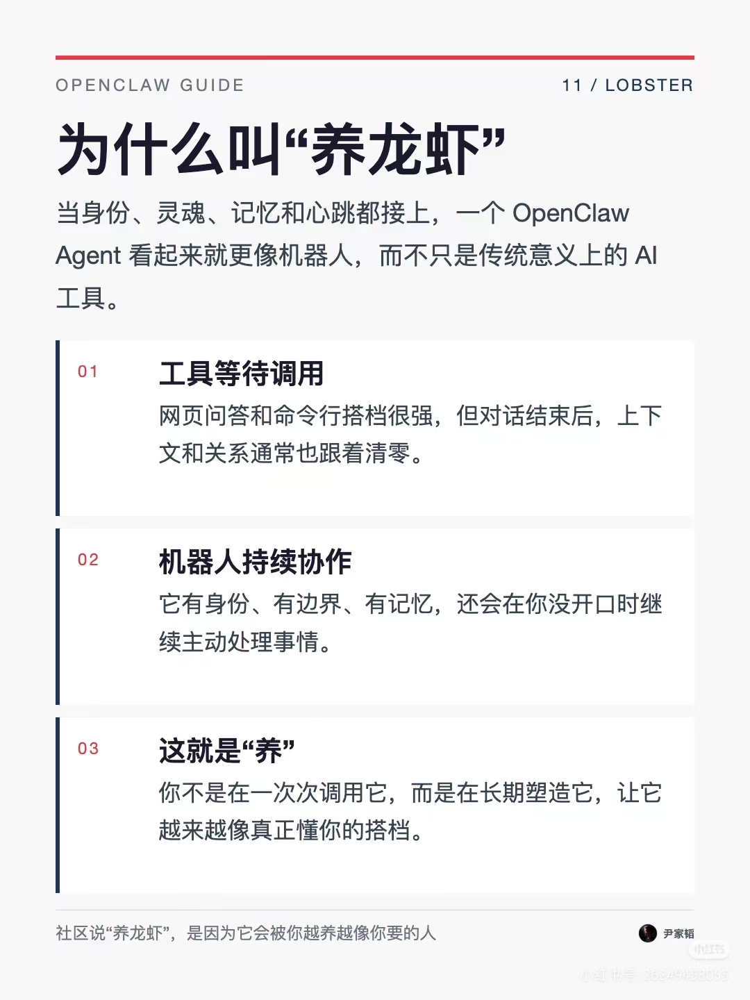 OPENCLAW GUIDE
11 / LOBSTER
为什么叫“养龙虾”
当身份、灵魂、记忆和心跳都接上，一个 OpenClaw
Agent 看起来就更像机器人，而不只是传统意义上的 AI
工具。
01
工具等待调用
网页问答和命令行搭档很强，但对话结束后，上下
文和关系通常也跟着清零。
02
机器人持续协作
它有身份、有边界、有记忆，还会在你没开口时继
续主动处理事情。
03
这就是“养”
你不是在一次次调用它，而是在长期塑造它，让它
越来越像真正懂你的搭档。
社区说“养龙虾”，是因为它会被你越养越像你要的人
尹家韬
小红书
小红书号